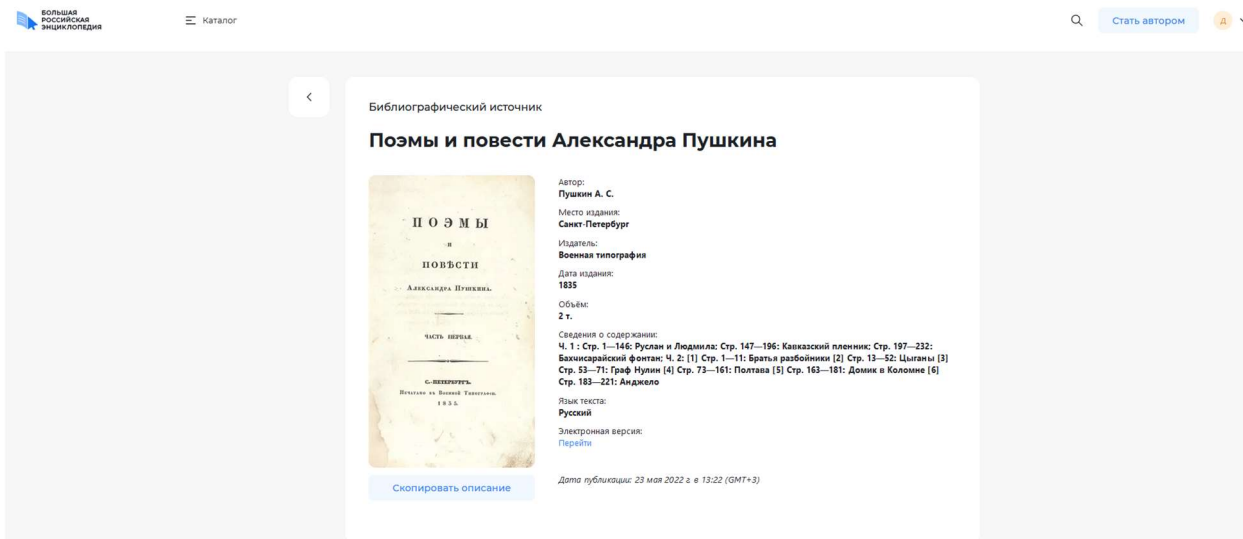 БОЛЬШАЯ
РОССИЙСКАЯ
ЭНЦИКЛОПЕДИЯ
Каталог
Стать автором
Д
Библиографический источник
Поэмы и повести Александра Пушкина
ПОЭМЫ
и
ПОВѢСТИ
Александра Пушкина.
ЧАСТЬ ПЕРВАЯ.
С.-ПЕТЕРБУРГЪ.
Печатано въ Военной Типографіи.
1835.
Скопировать описание
Автор:
Пушкин А. С.
Место издания:
Санкт-Петербург
Издатель:
Военная типография
Дата издания:
1835
Объём:
2 т.
Сведения о содержании:
Ч. 1 : Стр. 1—146: Руслан и Людмила; Стр. 147—196: Кавказский пленник; Стр. 197—232:
Бахчисарайский фонтан; Ч. 2: [1] Стр. 1—11: Братья разбойники [2] Стр. 13—52: Цыганы [3]
Стр. 53—71: Граф Нулин [4] Стр. 73—161: Полтава [5] Стр. 163—181: Домик в Коломне [6]
Стр. 183—221: Анджело
Язык текста:
Русский
Электронная версия:
Перейти
Дата публикации: 23 мая 2022 г. в 13:22 (GMT+3)